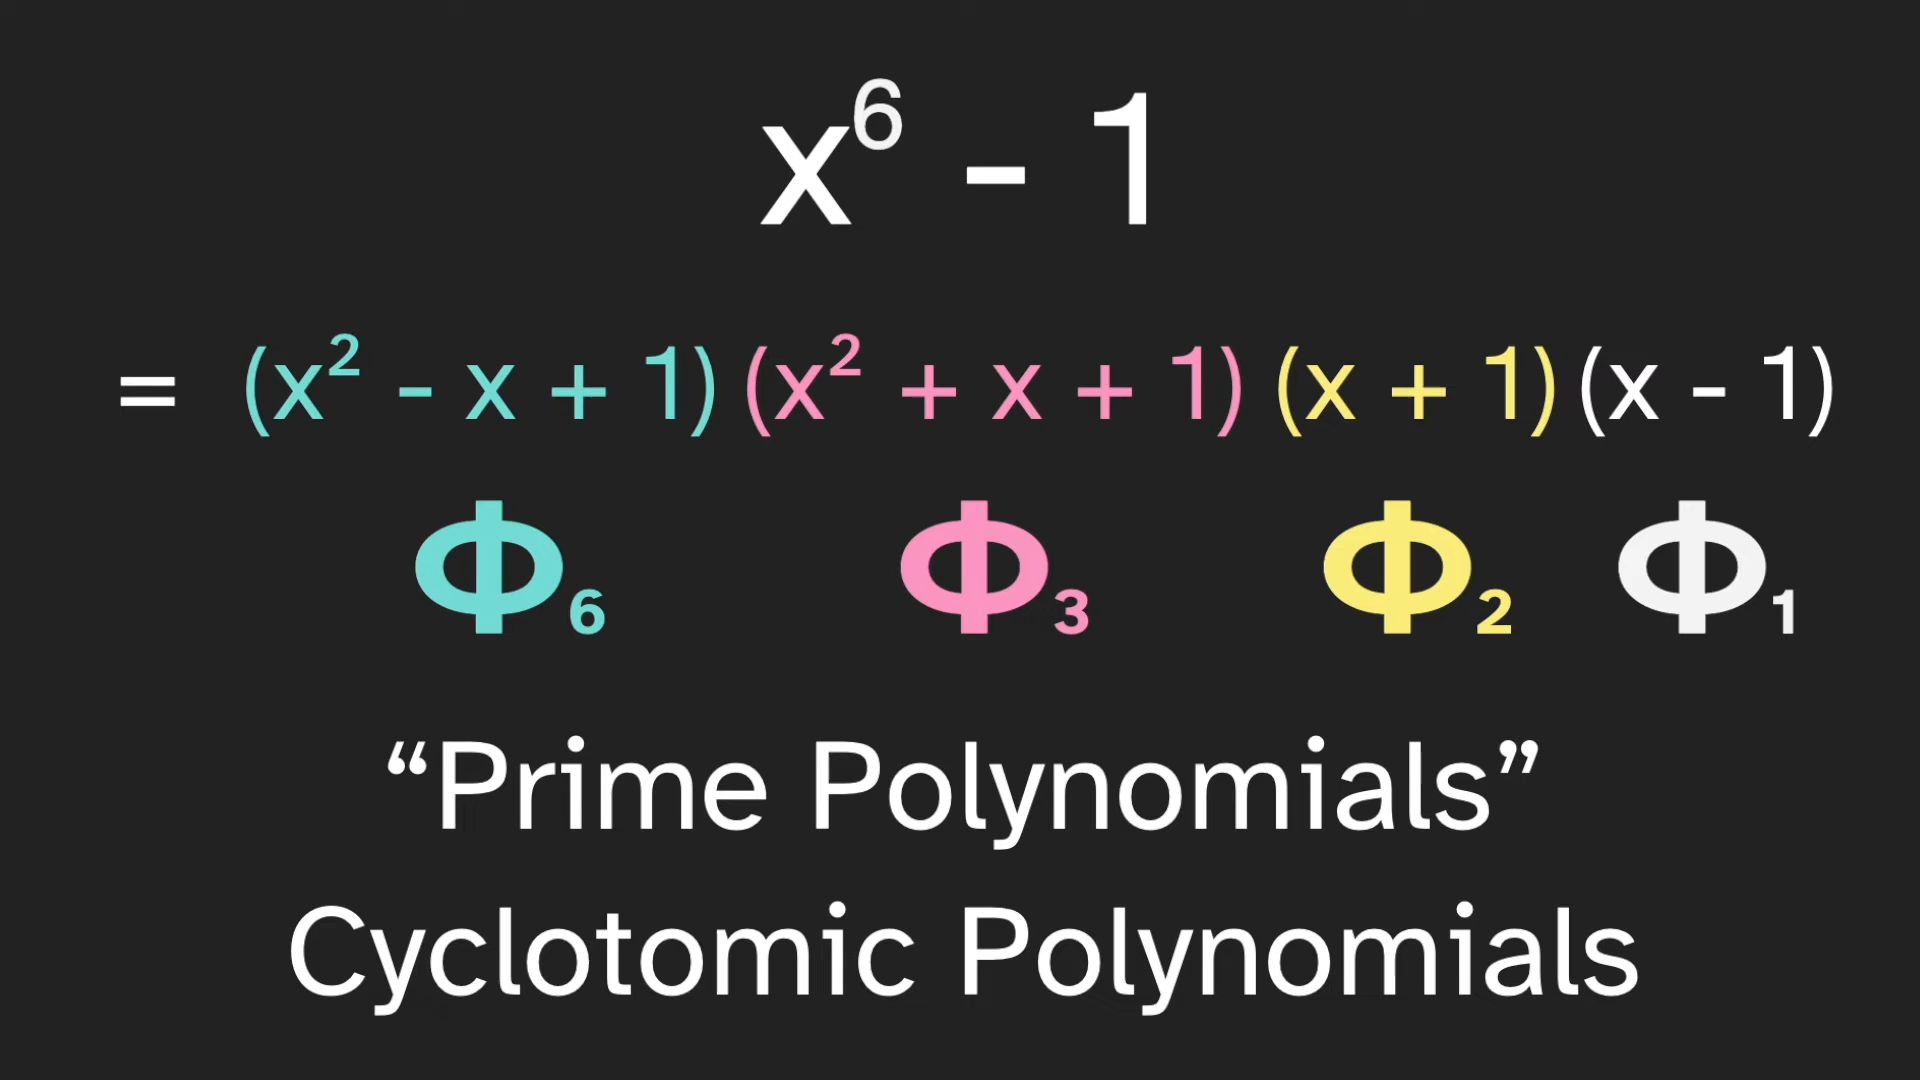 x⁶ - 1
= (x² - x + 1) (x² + x + 1) (x + 1) (x - 1)
Φ₆ Φ₃ Φ₂ Φ₁
“Prime Polynomials”
Cyclotomic Polynomials